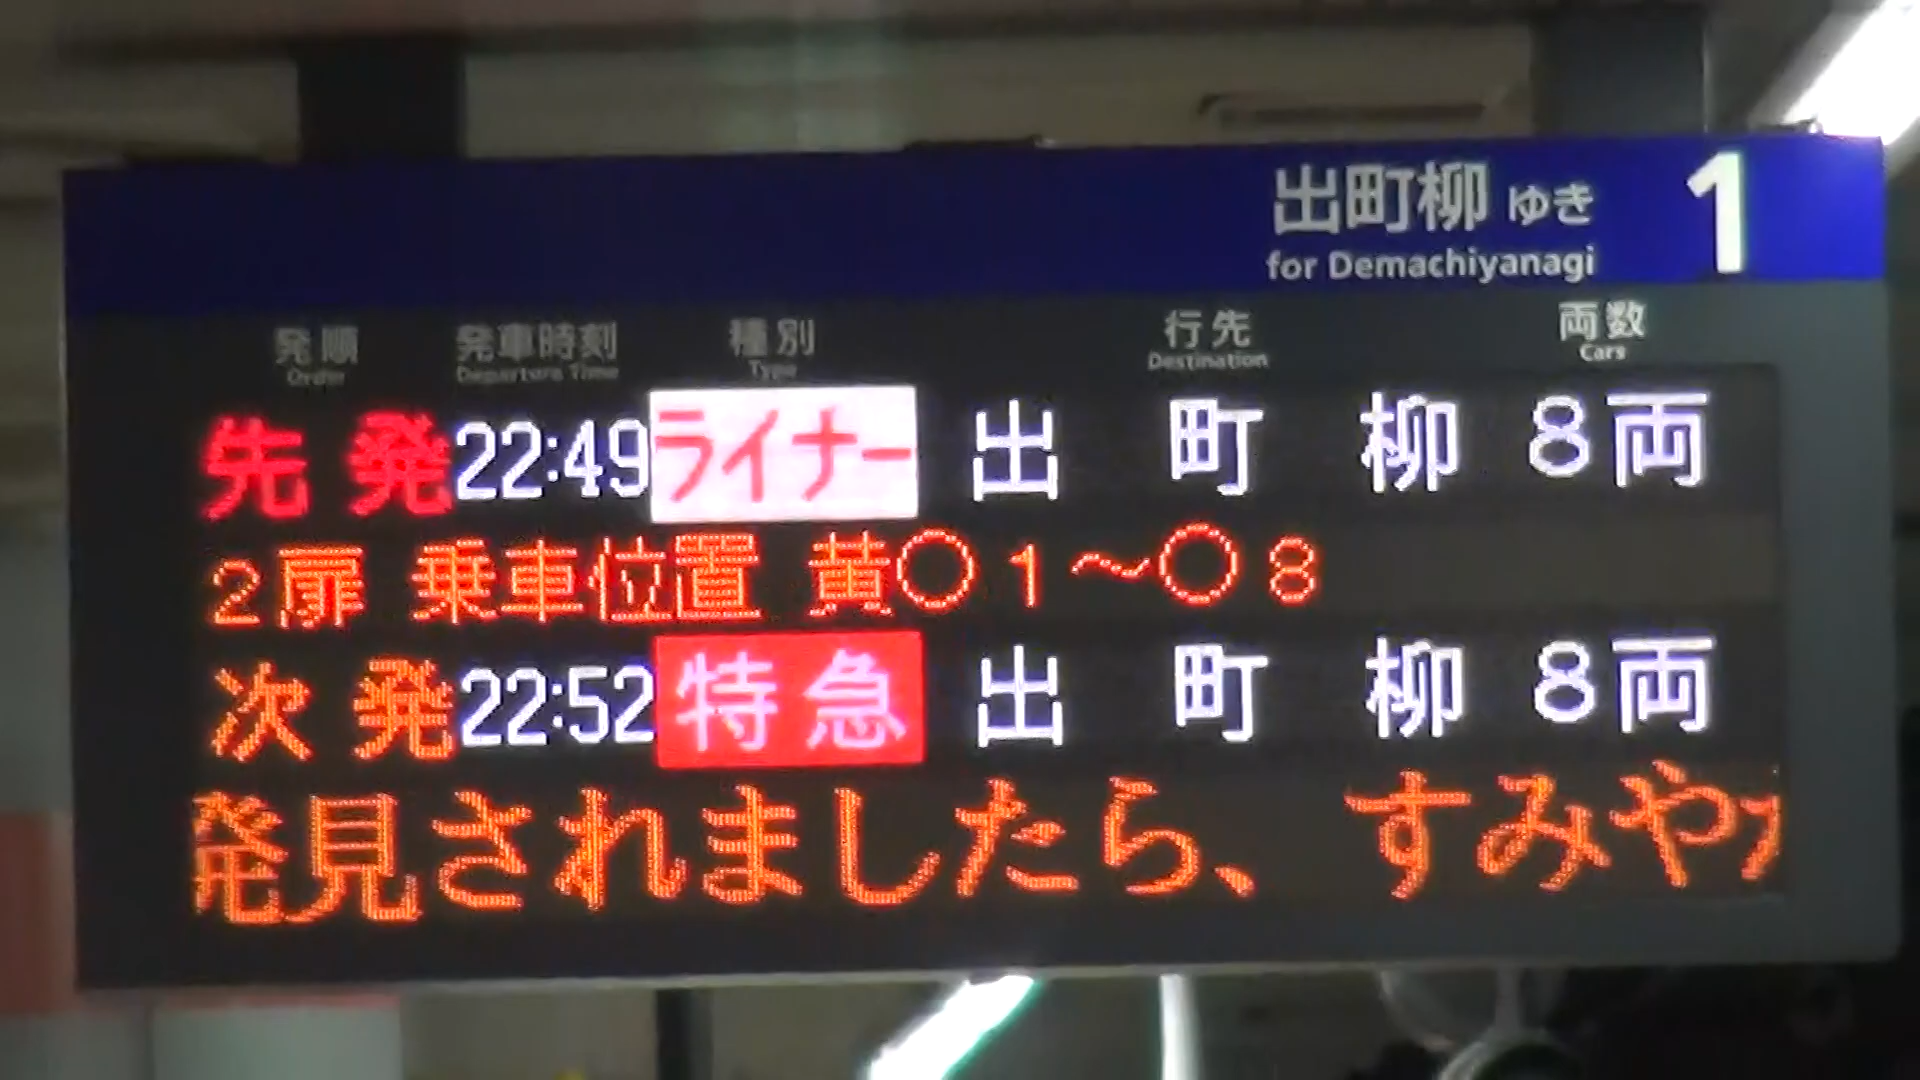 出町柳 ゆき 1
for Demachiyanagi
発順 発車時刻 種別 行先 両数
Order Departure Time Type Destination Cars
先発 22:49 ライナー 出町柳 8両
2扉 乗車位置 黄○1〜○8
次発 22:52 特急 出町柳 8両
発見されましたら、 すみや